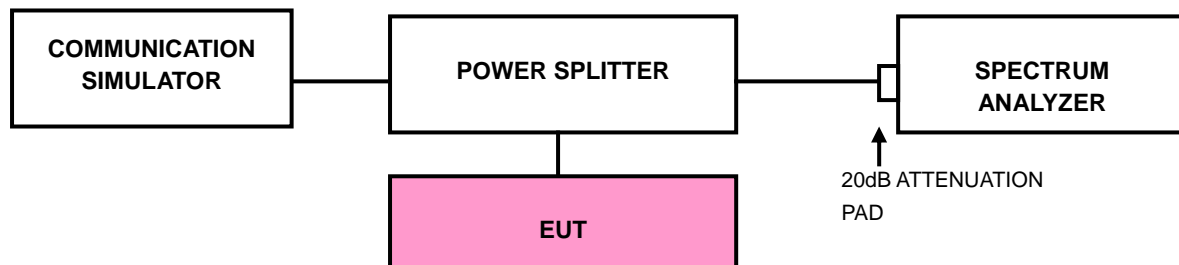 COMMUNICATION
SIMULATOR
POWER SPLITTER
SPECTRUM
ANALYZER
20dB ATTENUATION
PAD
EUT